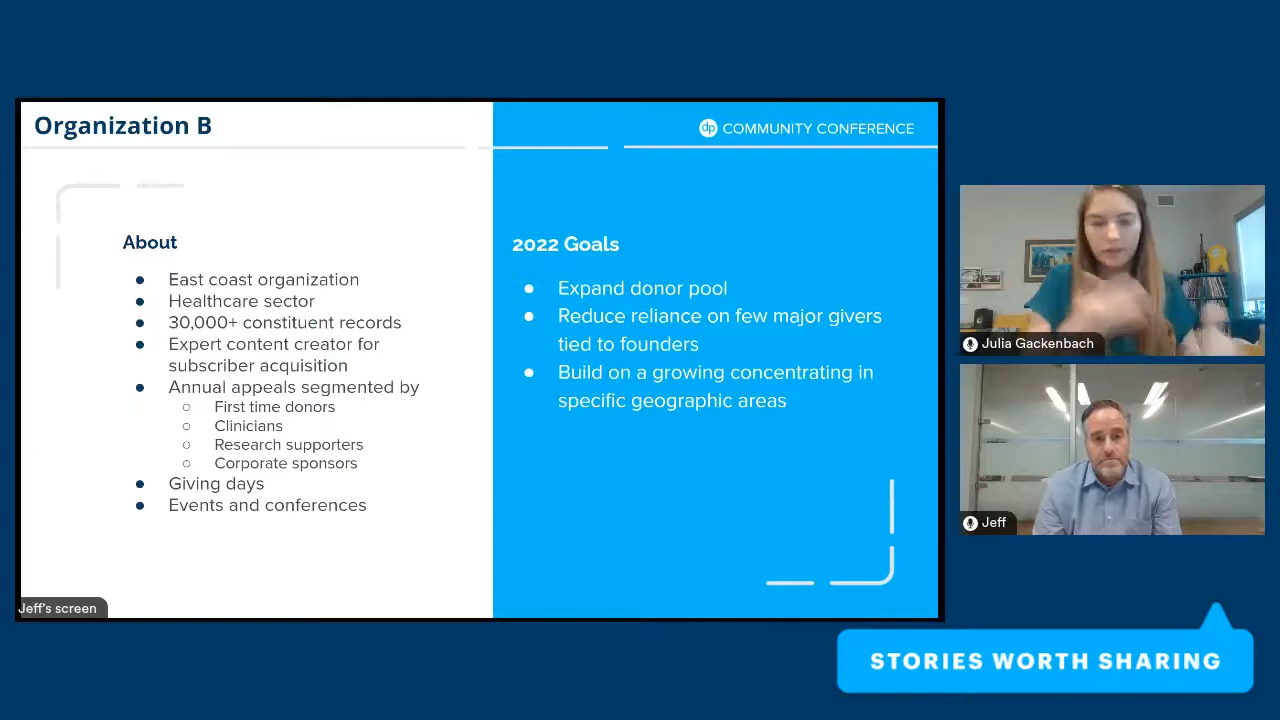 Organization B
dp COMMUNITY CONFERENCE
About
East coast organization
Healthcare sector
30,000+ constituent records
Expert content creator for
subscriber acquisition
Annual appeals segmented by
First time donors
Clinicians
Research supporters
Corporate sponsors
Giving days
Events and conferences
2022 Goals
Expand donor pool
Reduce reliance on few major givers
tied to founders
Build on a growing concentrating in
specific geographic areas
Jeff's screen
Julia Gackenbach
Jeff
STORIES WORTH SHARING